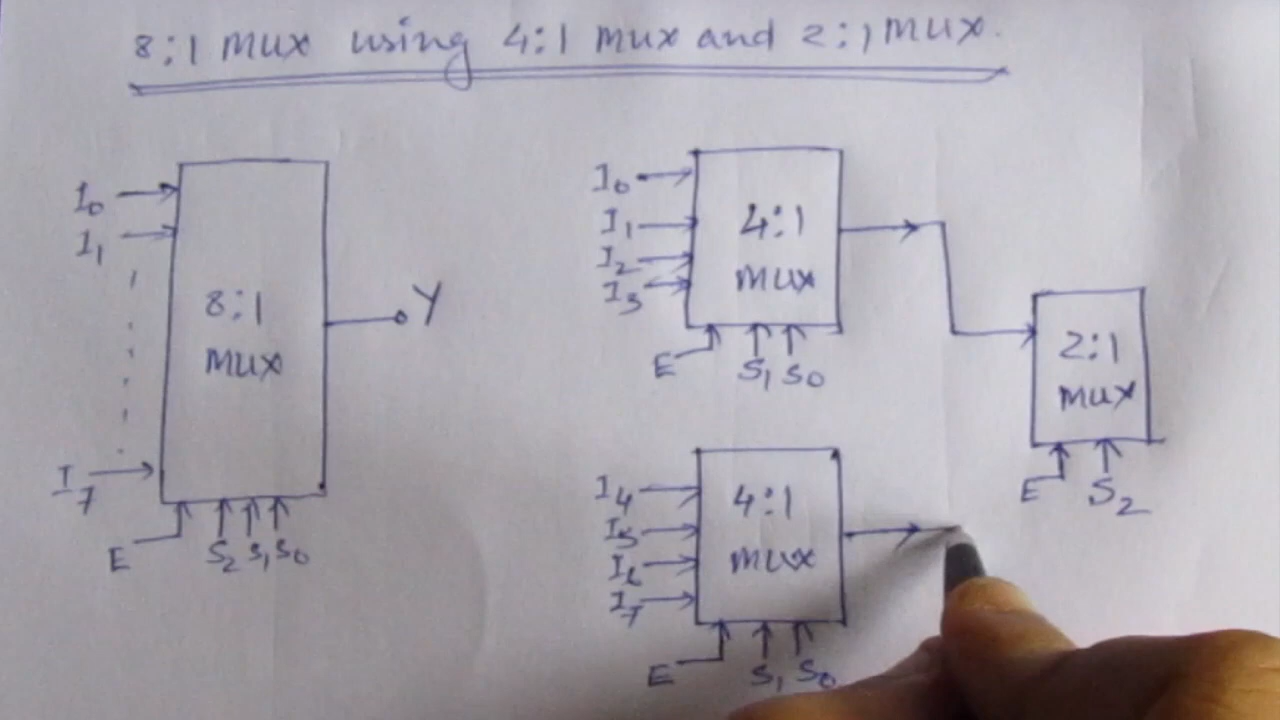 8:1 mux using 4:1 mux and 2:1 mux.
I0
I1
I7
8:1
mux
Y
E
S2 S1 S0
I0
I1
I2
I3
4:1
mux
E
S1 S0
I4
I5
I6
I7
4:1
mux
E
S1 S0
2:1
mux
E
S2